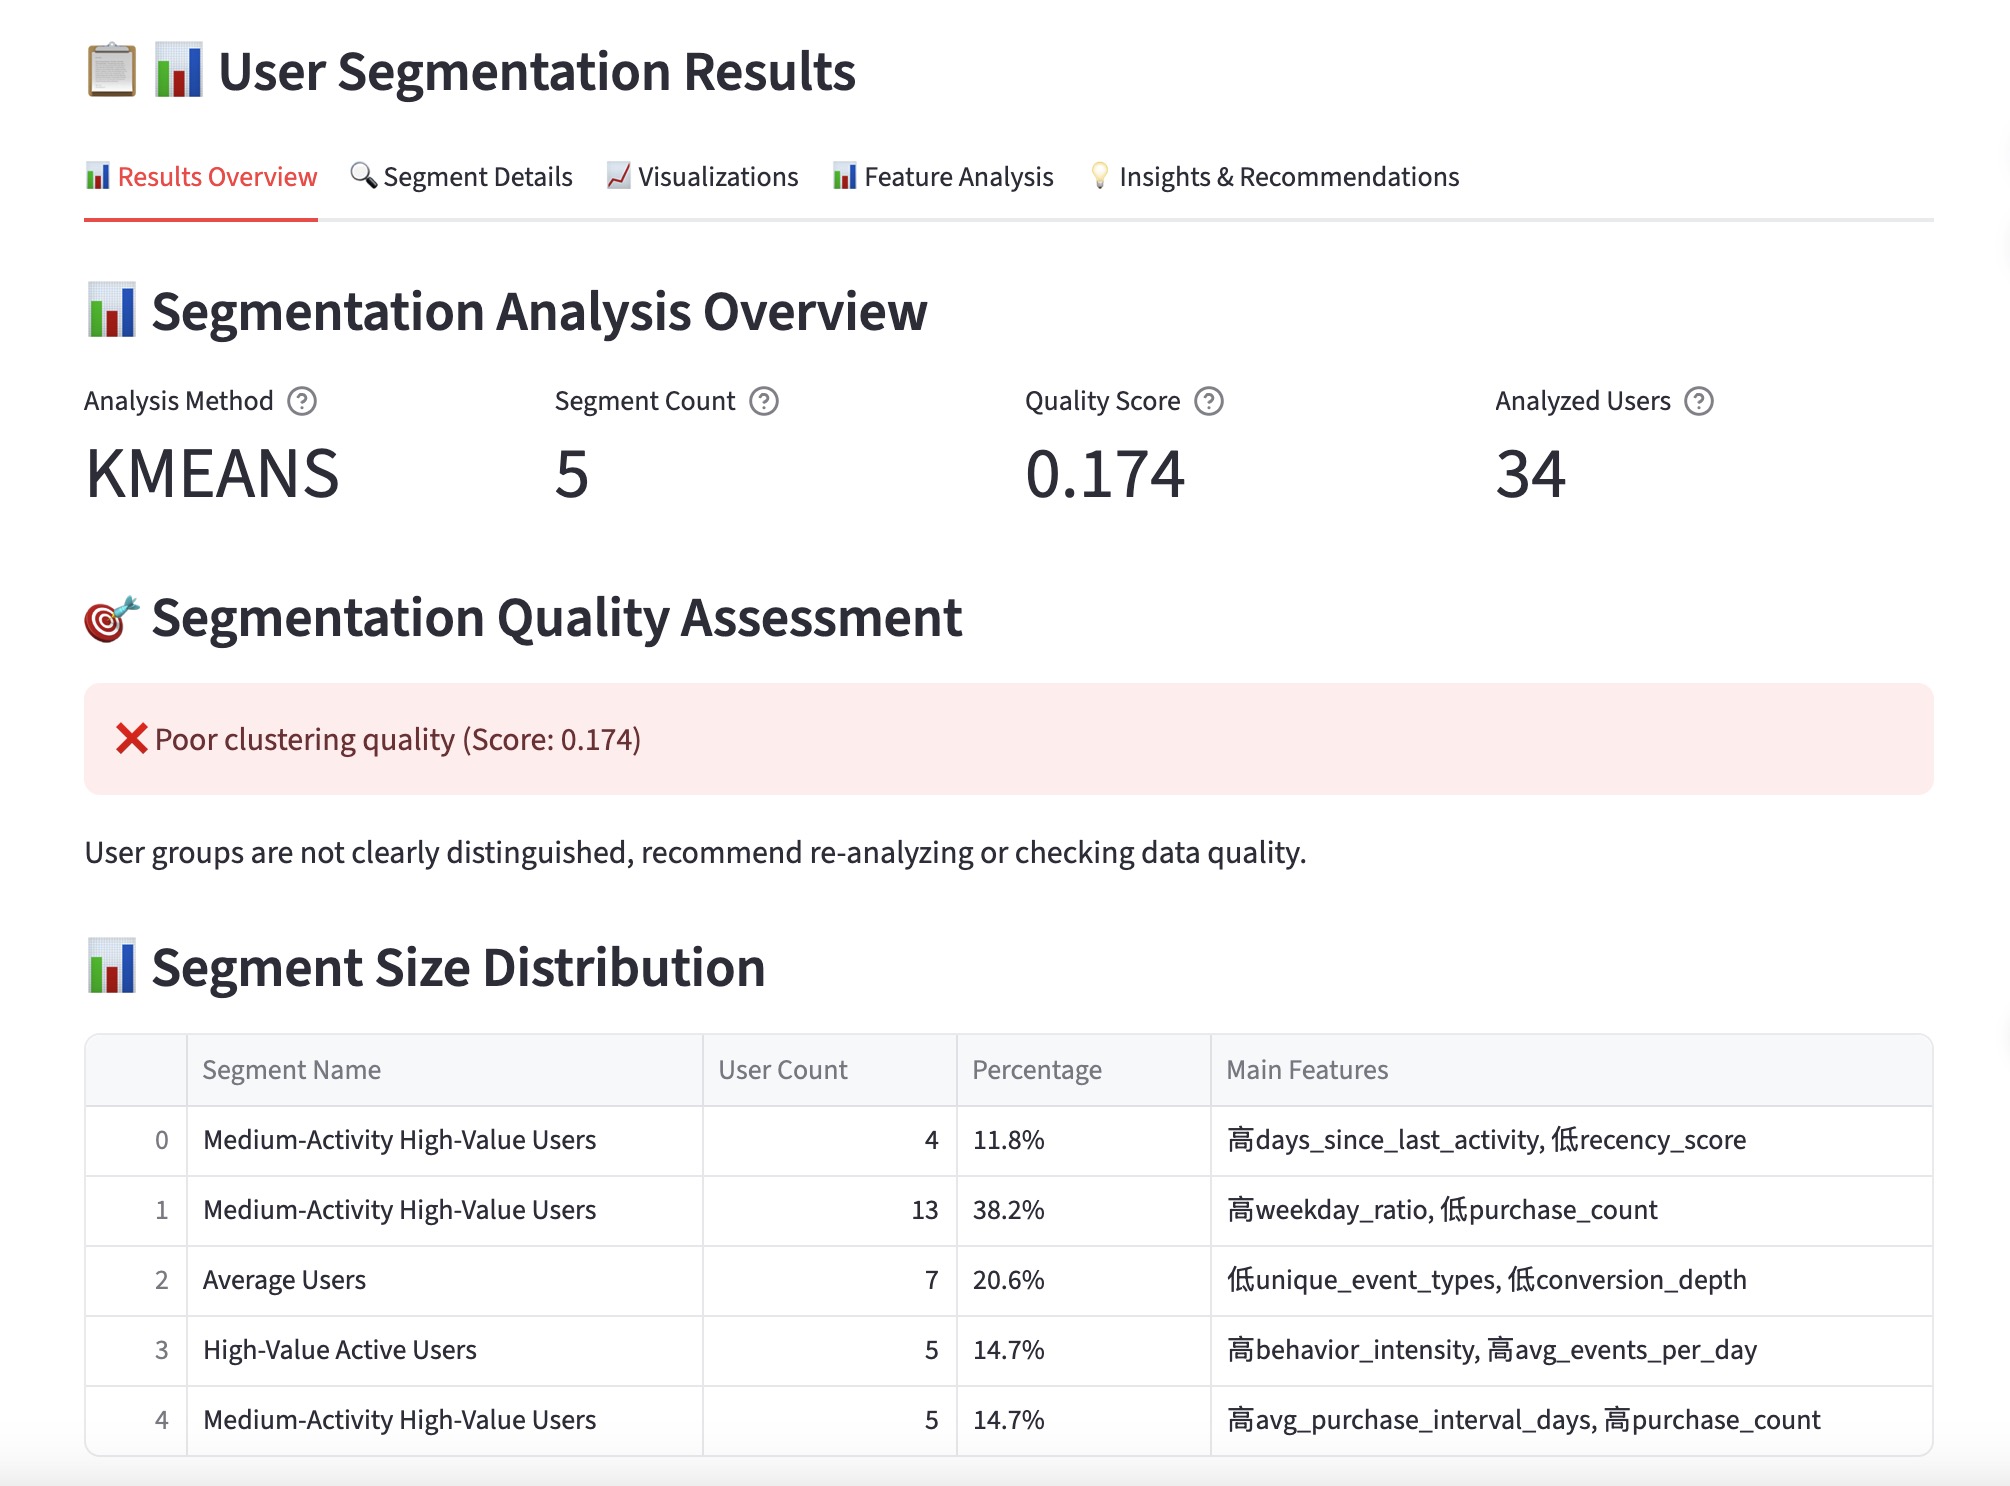 User Segmentation Results
Results Overview Segment Details Visualizations Feature Analysis Insights & Recommendations
Segmentation Analysis Overview
Analysis Method ? Segment Count ? Quality Score ? Analyzed Users ?
KMEANS 5 0.174 34
Segmentation Quality Assessment
Poor clustering quality (Score: 0.174)
User groups are not clearly distinguished, recommend re-analyzing or checking data quality.
Segment Size Distribution
Segment Name User Count Percentage Main Features
0 Medium-Activity High-Value Users 4 11.8% 高days_since_last_activity, 低recency_score
1 Medium-Activity High-Value Users 13 38.2% 高weekday_ratio, 低purchase_count
2 Average Users 7 20.6% 低unique_event_types, 低conversion_depth
3 High-Value Active Users 5 14.7% 高behavior_intensity, 高avg_events_per_day
4 Medium-Activity High-Value Users 5 14.7% 高avg_purchase_interval_days, 高purchase_count